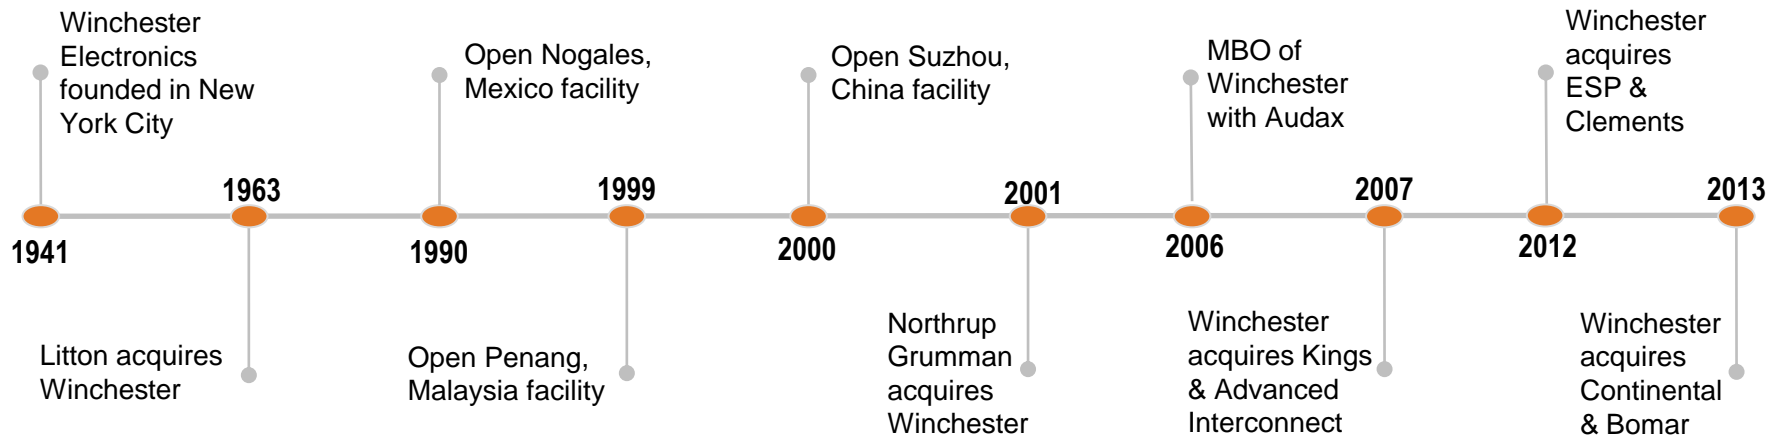 Winchester
Electronics
founded in New
York City
1941
1963
Litton acquires
Winchester
Open Nogales,
Mexico facility
1990
1999
Open Penang,
Malaysia facility
Open Suzhou,
China facility
2000
2001
Northrup
Grumman
acquires
Winchester
MBO of
Winchester
with Audax
2006
2007
Winchester
acquires Kings
& Advanced
Interconnect
Winchester
acquires
ESP &
Clements
2012
2013
Winchester
acquires
Continental
& Bomar